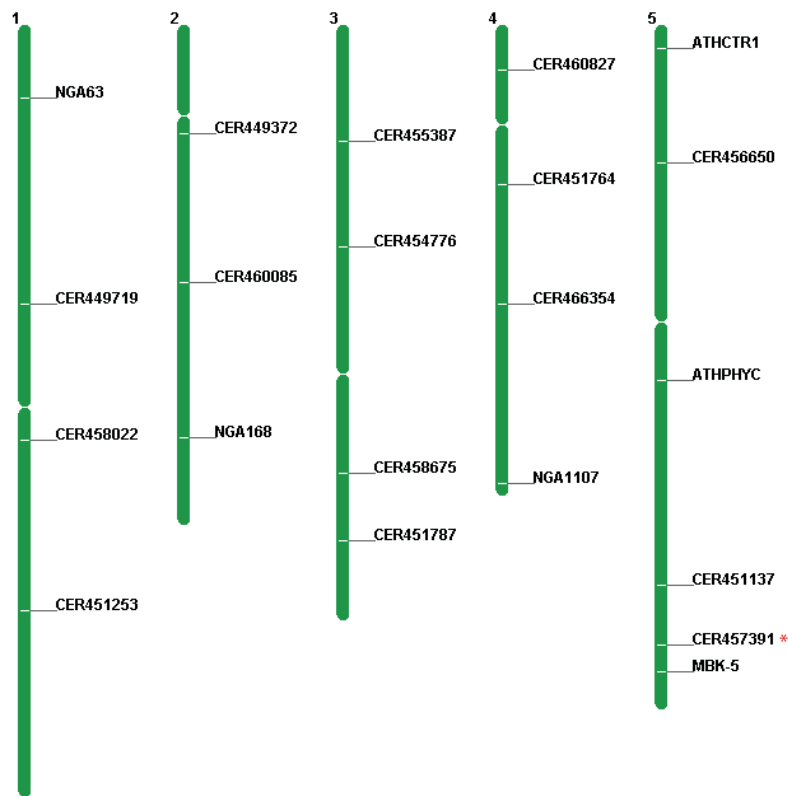 1
NGA63
CER449719
CER458022
CER451253
2
CER449372
CER460085
NGA168
3
CER455387
CER454776
CER458675
CER451787
4
CER460827
CER451764
CER466354
NGA1107
5
ATHCTR1
CER456650
ATHPHYC
CER451137
CER457391 *
MBK-5